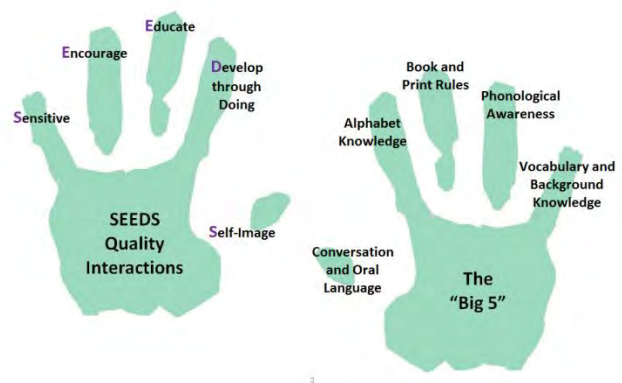 Sensitive
Encourage
Educate
Develop
through
Doing
Self-Image
SEEDS
Quality
Interactions
Conversation
and Oral
Language
Alphabet
Knowledge
Book and
Print Rules
Phonological
Awareness
Vocabulary and
Background
Knowledge
The
“Big 5”
2